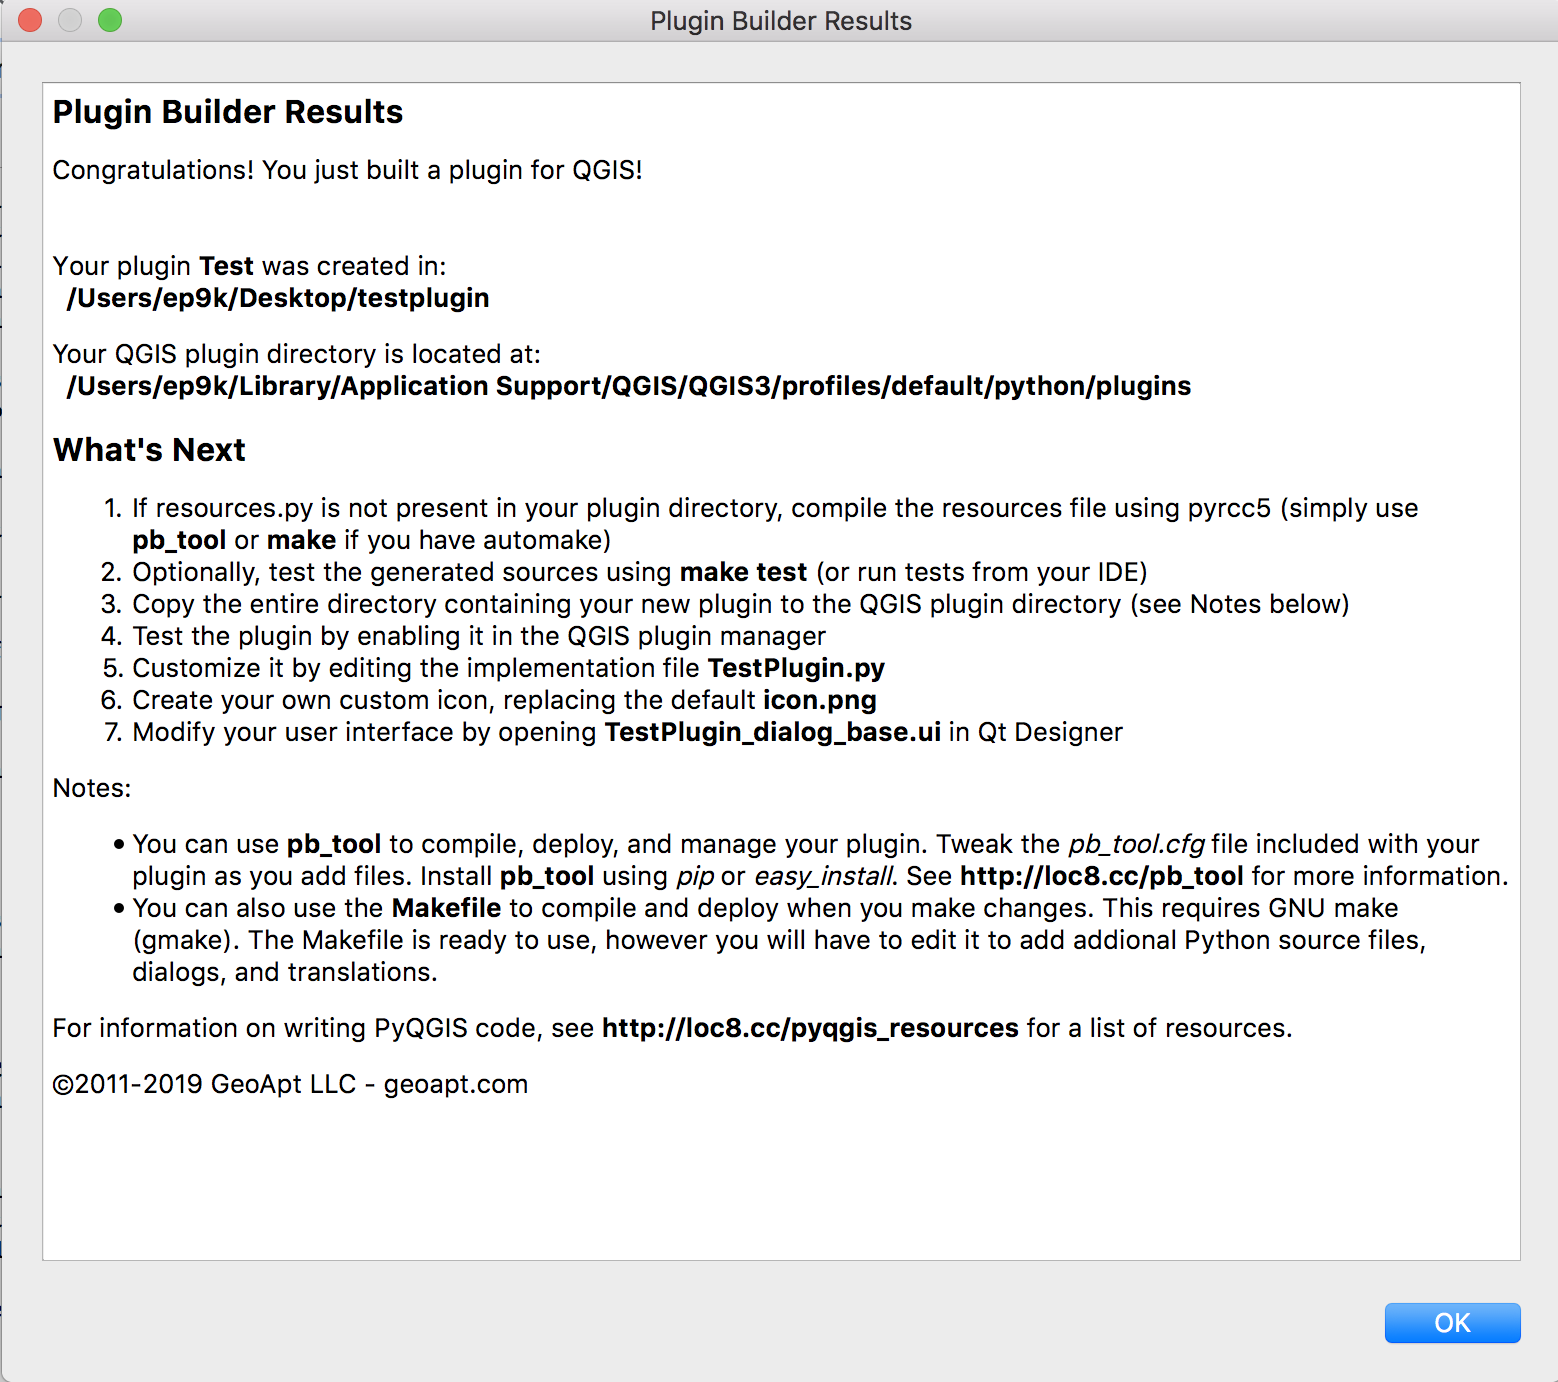 Plugin Builder Results
Plugin Builder Results
Congratulations! You just built a plugin for QGIS!
Your plugin Test was created in:
/Users/ep9k/Desktop/testplugin
Your QGIS plugin directory is located at:
/Users/ep9k/Library/Application Support/QGIS/QGIS3/profiles/default/python/plugins
What's Next
1. If resources.py is not present in your plugin directory, compile the resources file using pyrcc5 (simply use
pb_tool or make if you have automake)
2. Optionally, test the generated sources using make test (or run tests from your IDE)
3. Copy the entire directory containing your new plugin to the QGIS plugin directory (see Notes below)
4. Test the plugin by enabling it in the QGIS plugin manager
5. Customize it by editing the implementation file TestPlugin.py
6. Create your own custom icon, replacing the default icon.png
7. Modify your user interface by opening TestPlugin_dialog_base.ui in Qt Designer
Notes:
• You can use pb_tool to compile, deploy, and manage your plugin. Tweak the pb_tool.cfg file included with your
plugin as you add files. Install pb_tool using pip or easy_install. See http://loc8.cc/pb_tool for more information.
• You can also use the Makefile to compile and deploy when you make changes. This requires GNU make
(gmake). The Makefile is ready to use, however you will have to edit it to add addional Python source files,
dialogs, and translations.
For information on writing PyQGIS code, see http://loc8.cc/pyqgis_resources for a list of resources.
©2011-2019 GeoApt LLC - geoapt.com
OK